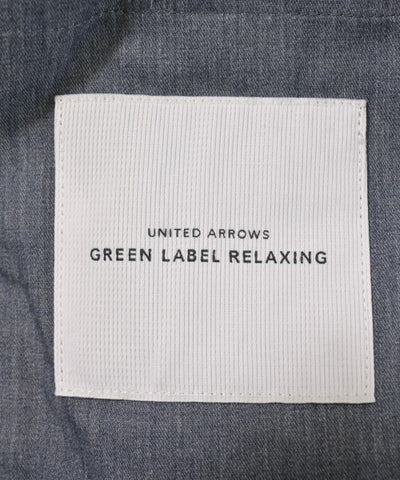 UNITED ARROWS
GREEN LABEL RELAXING